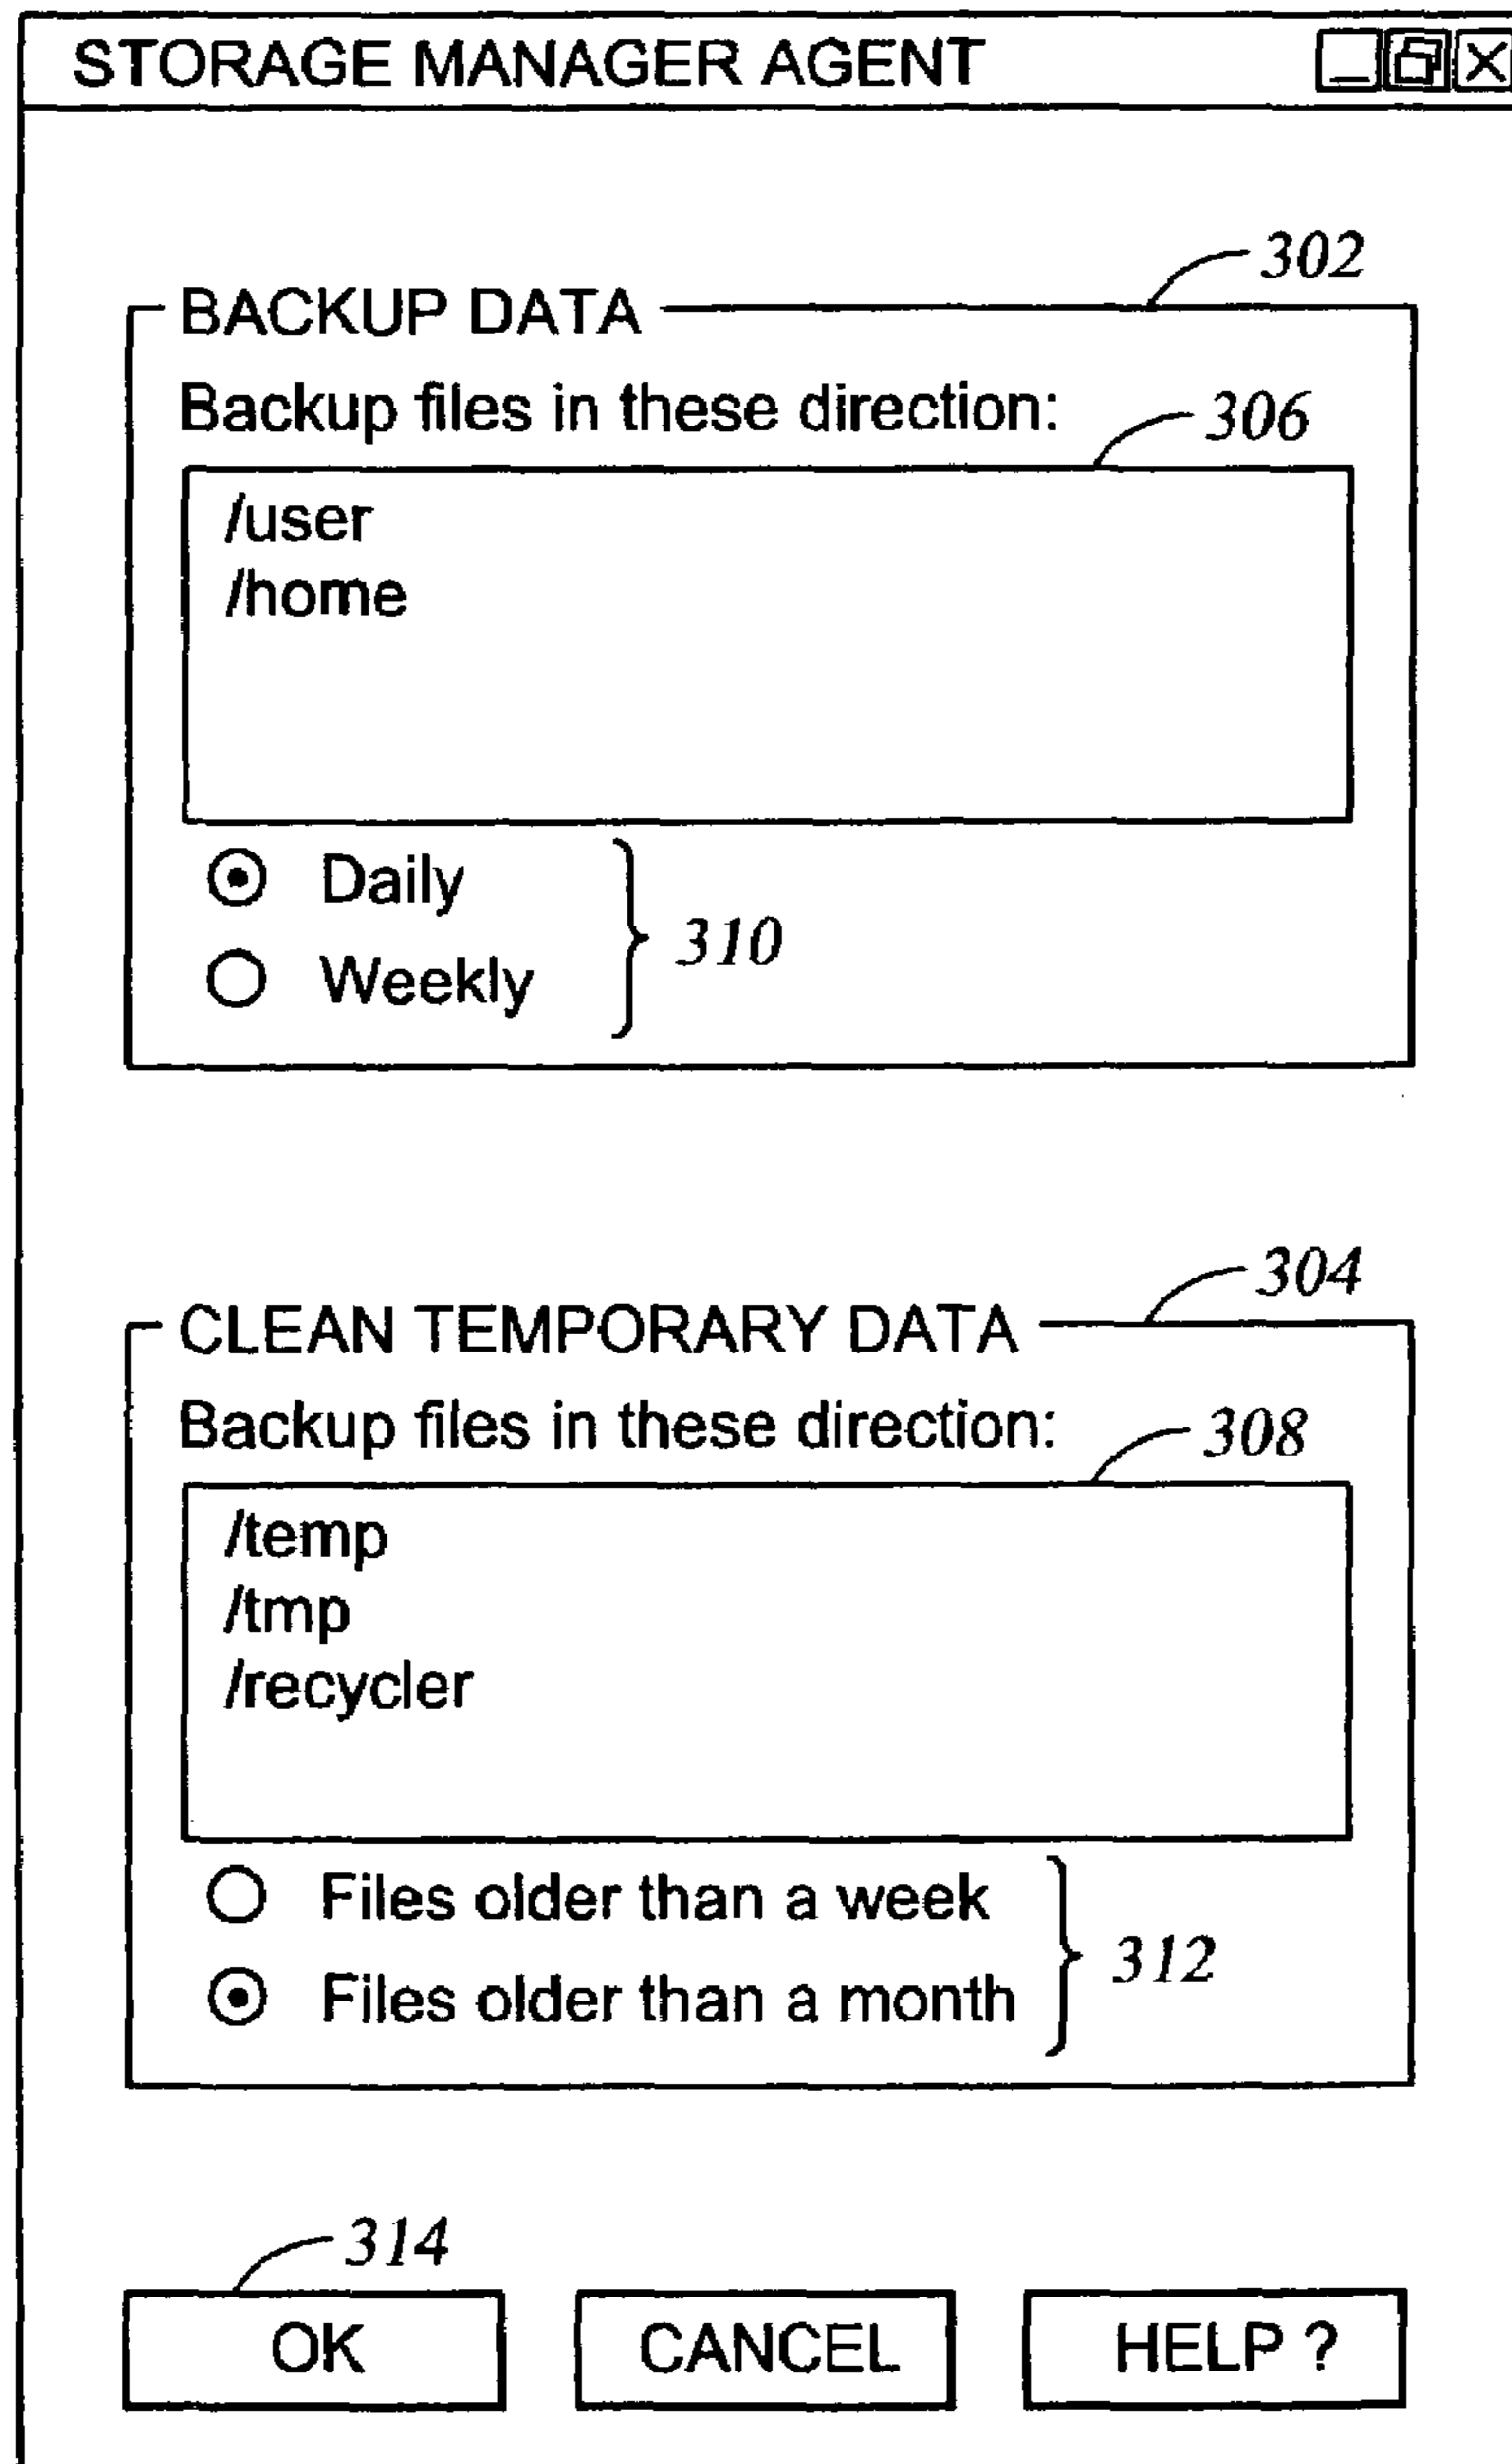 STORAGE MANAGER AGENT
302
BACKUP DATA
Backup files in these direction:
306
/user
/home
Daily
Weekly
310
304
CLEAN TEMPORARY DATA
Backup files in these direction:
308
/temp
/tmp
/recycler
Files older than a week
Files older than a month
312
314
OK
CANCEL
HELP ?